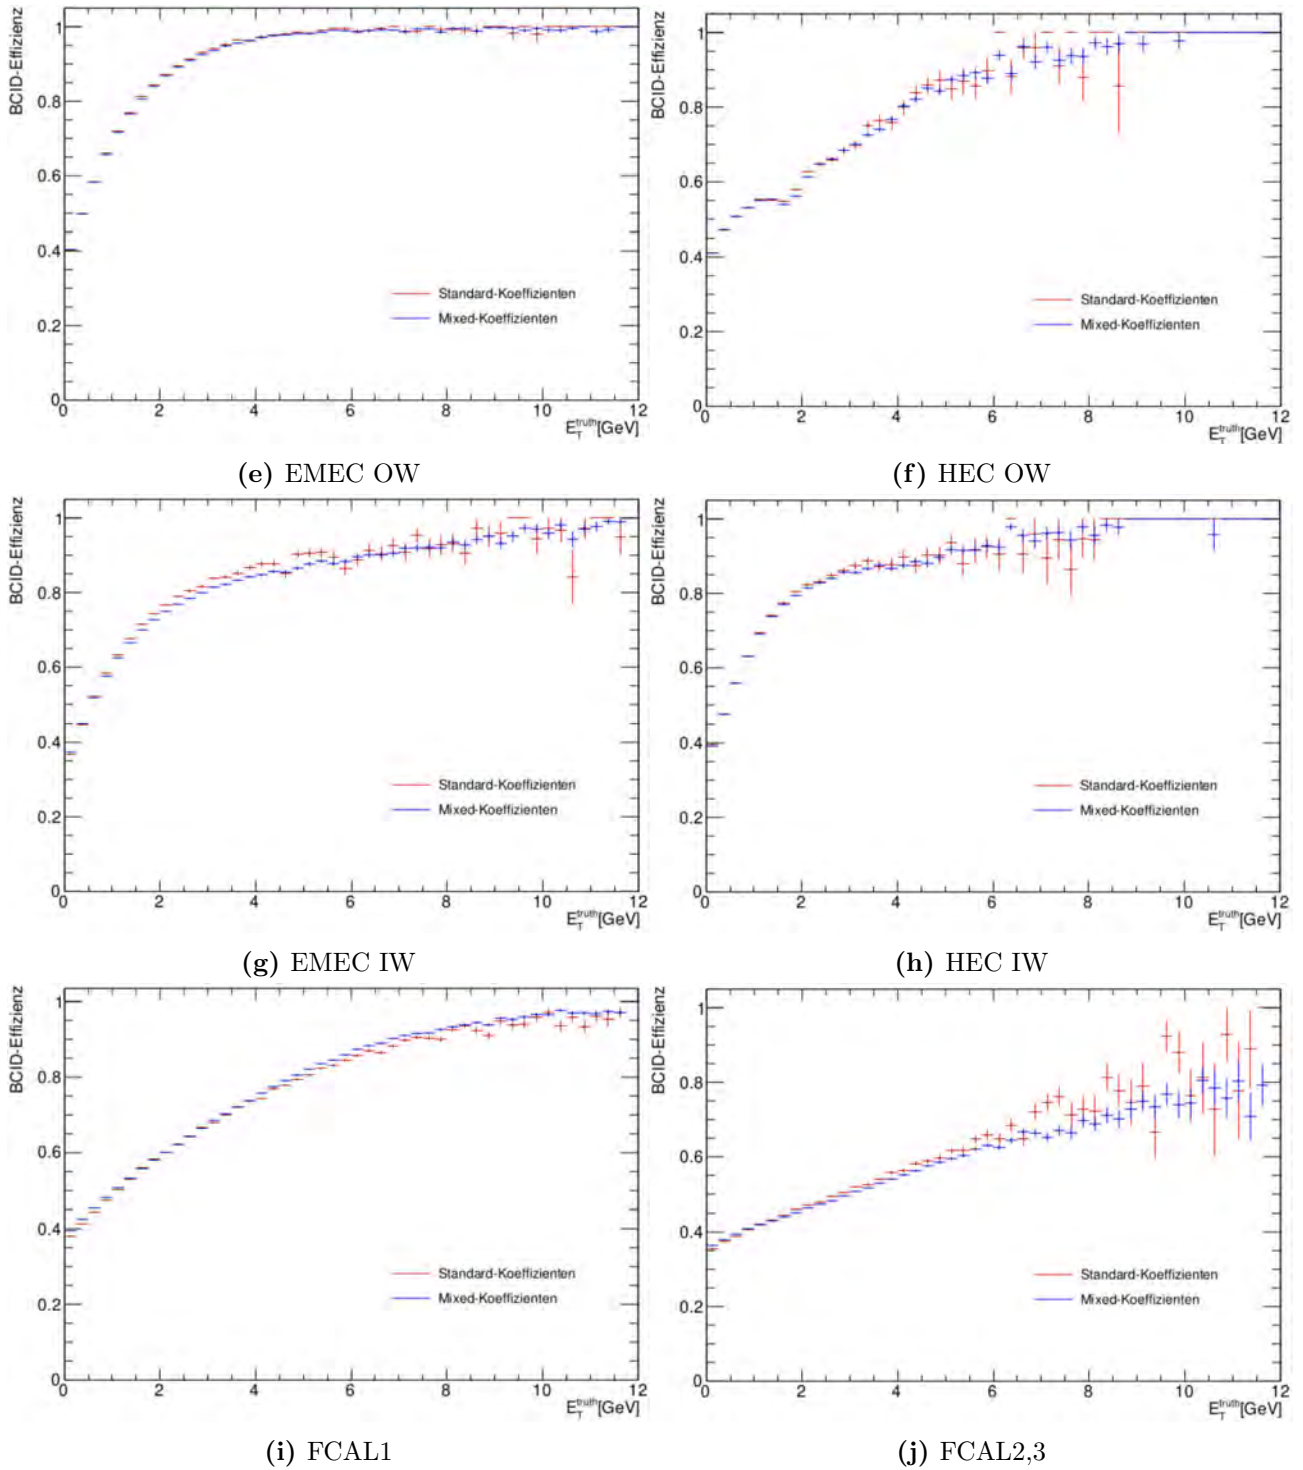 BCID-Effizienz
1
0.8
0.6
0.4
0.2
0
Standard-Koeffizienten
Mixed-Koeffizienten
0 2 4 6 8 10 12
E_T^truth[GeV]
(e) EMEC OW
BCID-Effizienz
1
0.8
0.6
0.4
0.2
0
Standard-Koeffizienten
Mixed-Koeffizienten
0 2 4 6 8 10 12
E_T^truth[GeV]
(f) HEC OW
BCID-Effizienz
1
0.8
0.6
0.4
0.2
0
Standard-Koeffizienten
Mixed-Koeffizienten
0 2 4 6 8 10 12
E_T^truth[GeV]
(g) EMEC IW
BCID-Effizienz
1
0.8
0.6
0.4
0.2
0
Standard-Koeffizienten
Mixed-Koeffizienten
0 2 4 6 8 10 12
E_T^truth[GeV]
(h) HEC IW
BCID-Effizienz
1
0.8
0.6
0.4
0.2
0
Standard-Koeffizienten
Mixed-Koeffizienten
0 2 4 6 8 10 12
E_T^truth[GeV]
(i) FCAL1
BCID-Effizienz
1
0.8
0.6
0.4
0.2
0
Standard-Koeffizienten
Mixed-Koeffizienten
0 2 4 6 8 10 12
E_T^truth[GeV]
(j) FCAL2,3